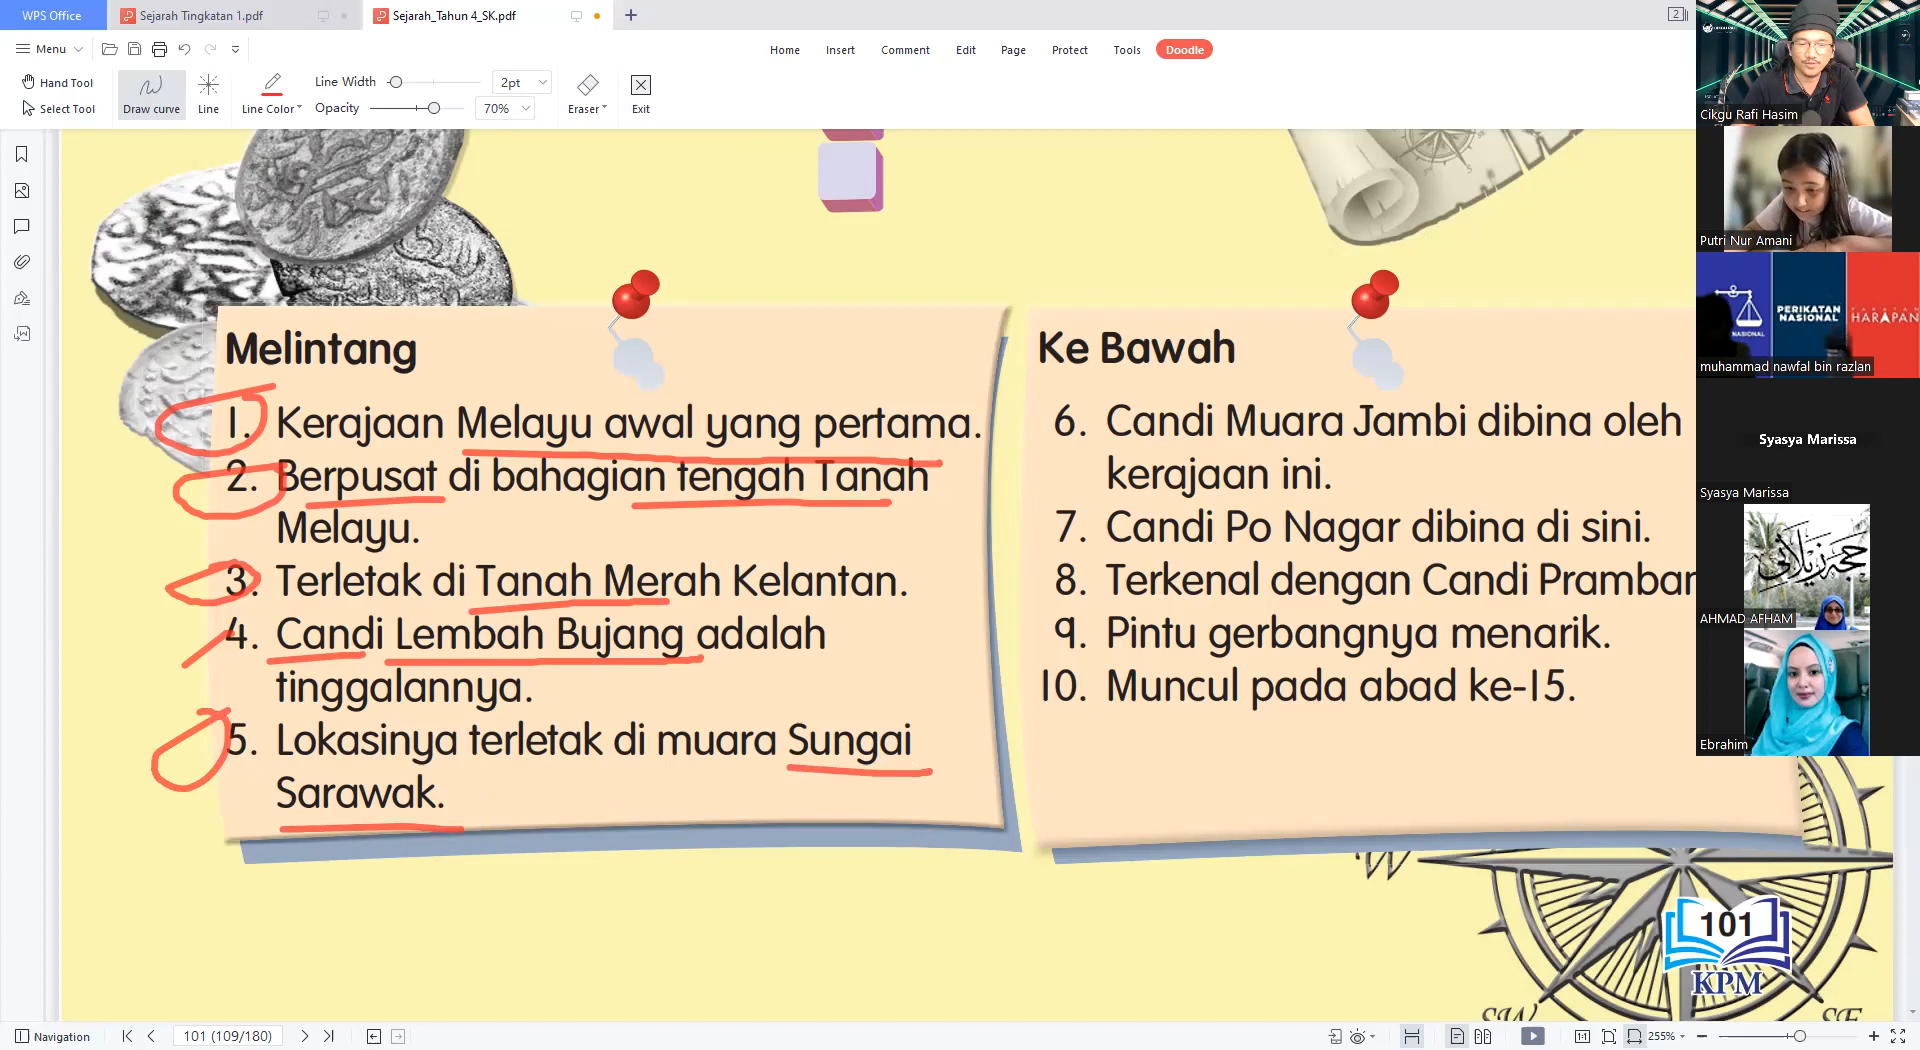 WPS Office
Sejarah Tingkatan 1.pdf
Sejarah_Tahun 4_SK.pdf
2
Menu
Home Insert Comment Edit Page Protect Tools Doodle
Hand Tool
Select Tool
Draw curve
Line
Line Color
Line Width 2pt
Opacity 70%
Eraser
Exit
Melintang
1. Kerajaan Melayu awal yang pertama.
2. Berpusat di bahagian tengah Tanah
Melayu.
3. Terletak di Tanah Merah Kelantan.
4. Candi Lembah Bujang adalah
tinggalannya.
5. Lokasinya terletak di muara Sungai
Sarawak.
Ke Bawah
6. Candi Muara Jambi dibina oleh
kerajaan ini.
7. Candi Po Nagar dibina di sini.
8. Terkenal dengan Candi Pramban
9. Pintu gerbangnya menarik.
10. Muncul pada abad ke-15.
W
SW
SE
101
KPM
Cikgu Rafi Hasim
Putri Nur Amani
NASIONAL
PERIKATAN
NASIONAL
HARAPAN
muhammad nawfal bin razlan
Syasya Marissa
Syasya Marissa
AHMAD AFHAM
Ebrahim
Navigation
101 (109/180)
1:1
255%